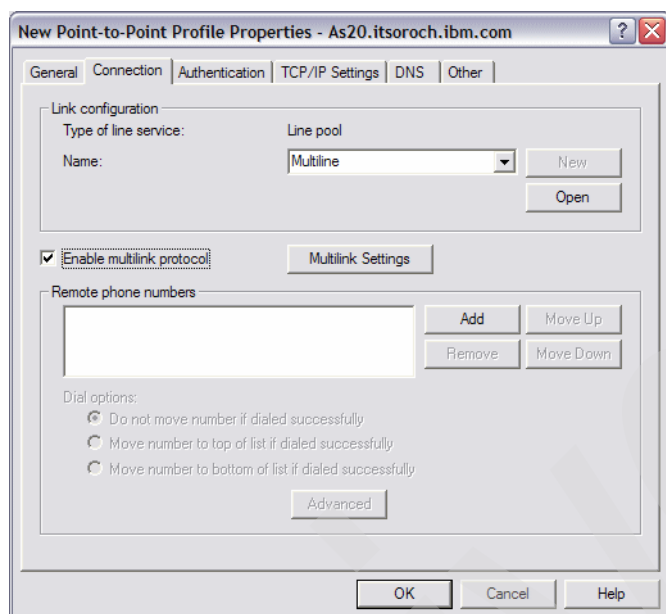 New Point-to-Point Profile Properties - As20.itsoroch.ibm.com
General Connection Authentication TCP/IP Settings DNS Other
Link configuration
Type of line service: Line pool
Name: Multiline New
Open
Enable multilink protocol Multilink Settings
Remote phone numbers
Add Move Up
Remove Move Down
Dial options:
Do not move number if dialed successfully
Move number to top of list if dialed successfully
Move number to bottom of list if dialed successfully
Advanced
OK Cancel Help